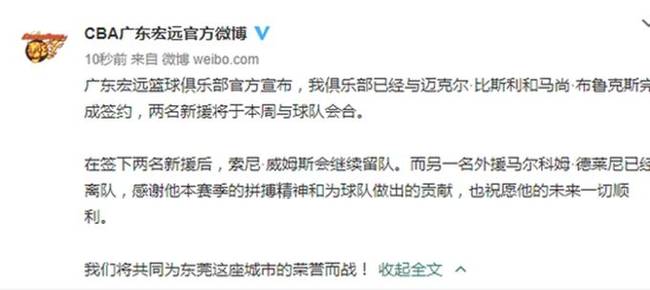 CBA广东宏远官方微博
10秒前 来自 微博 weibo.com
广东宏远篮球俱乐部官方宣布，我俱乐部已经与迈克尔·比斯利和马尚·布鲁克斯完
成签约，两名新援将于本周与球队会合。
在签下两名新援后，索尼·威姆斯会继续留队。而另一名外援马尔科姆·德莱尼已经
离队，感谢他本赛季的拼搏精神和为球队做出的贡献，也祝愿他的未来一切顺
利。
我们将共同为东莞这座城市的荣誉而战！ 收起全文